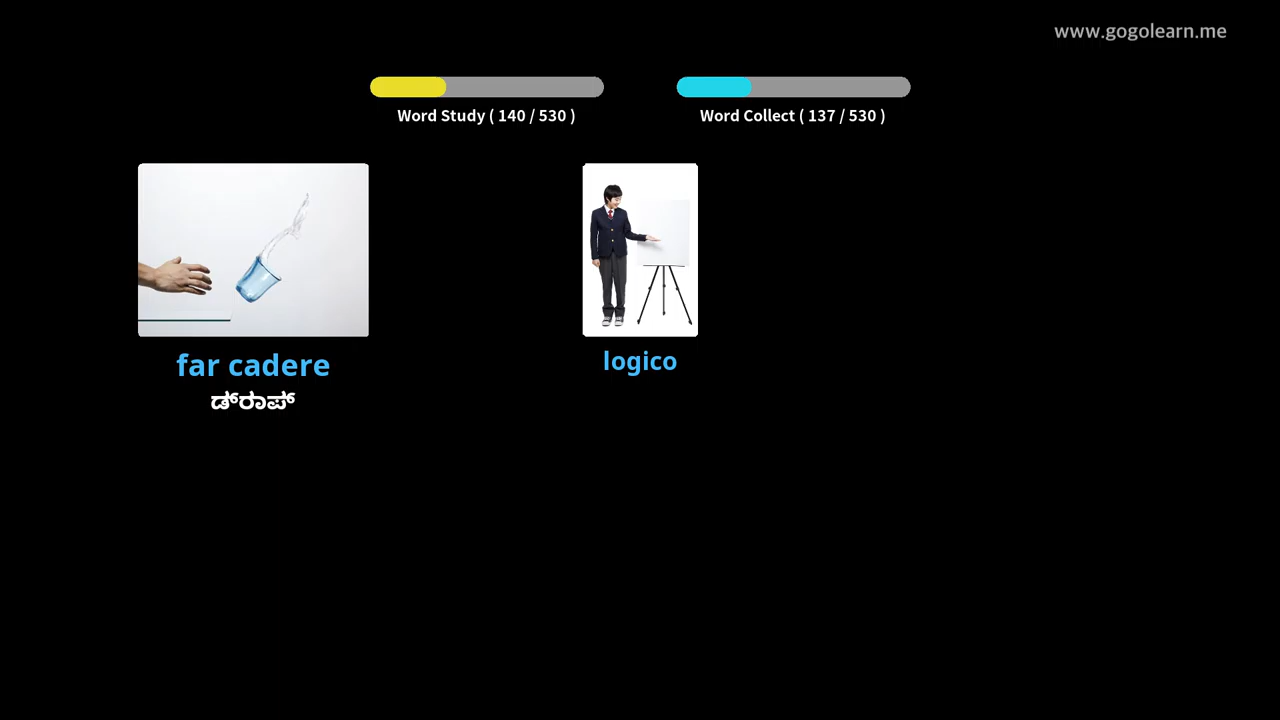 www.gogolearn.me
Word Study ( 140 / 530 )
Word Collect ( 137 / 530 )
far cadere
ಡ್‌ರಾಪ್
logico